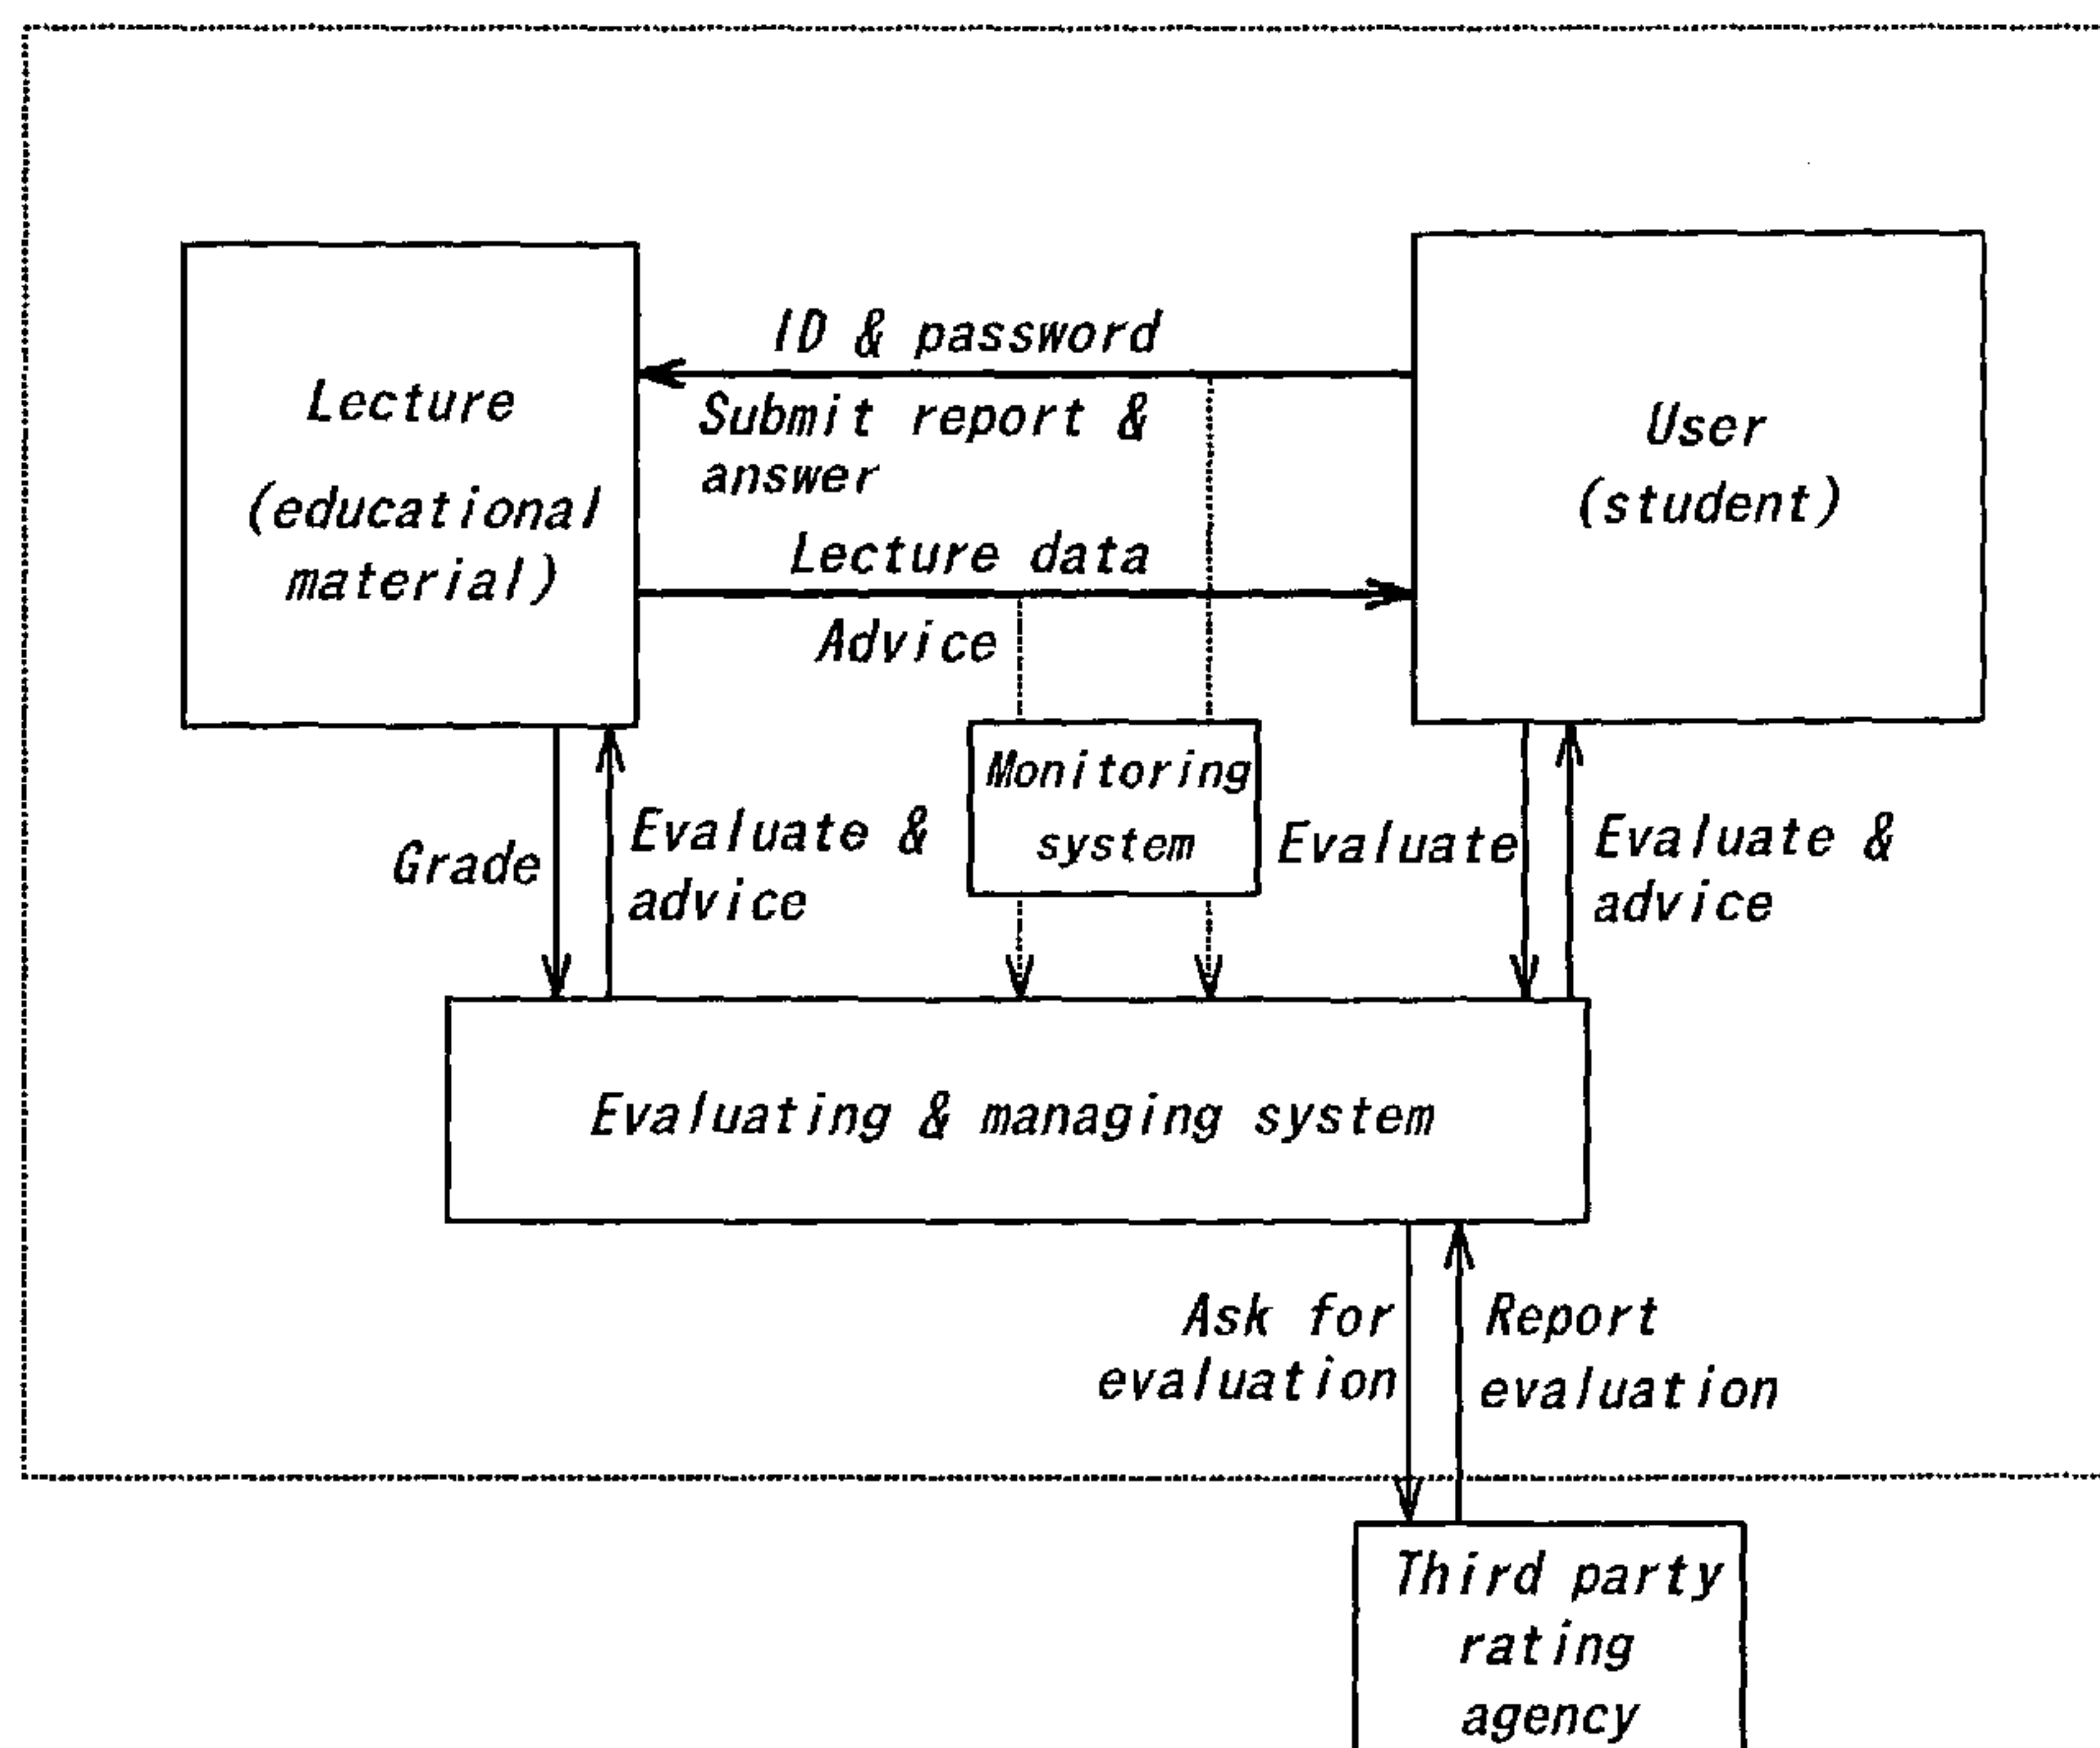 Lecture
(educational
material)
ID & password
Submit report &
answer
Lecture data
Advice
User
(student)
Monitoring
system
Grade
Evaluate &
advice
Evaluate
Evaluate &
advice
Evaluating & managing system
Ask for
evaluation
Report
evaluation
Third party
rating
agency